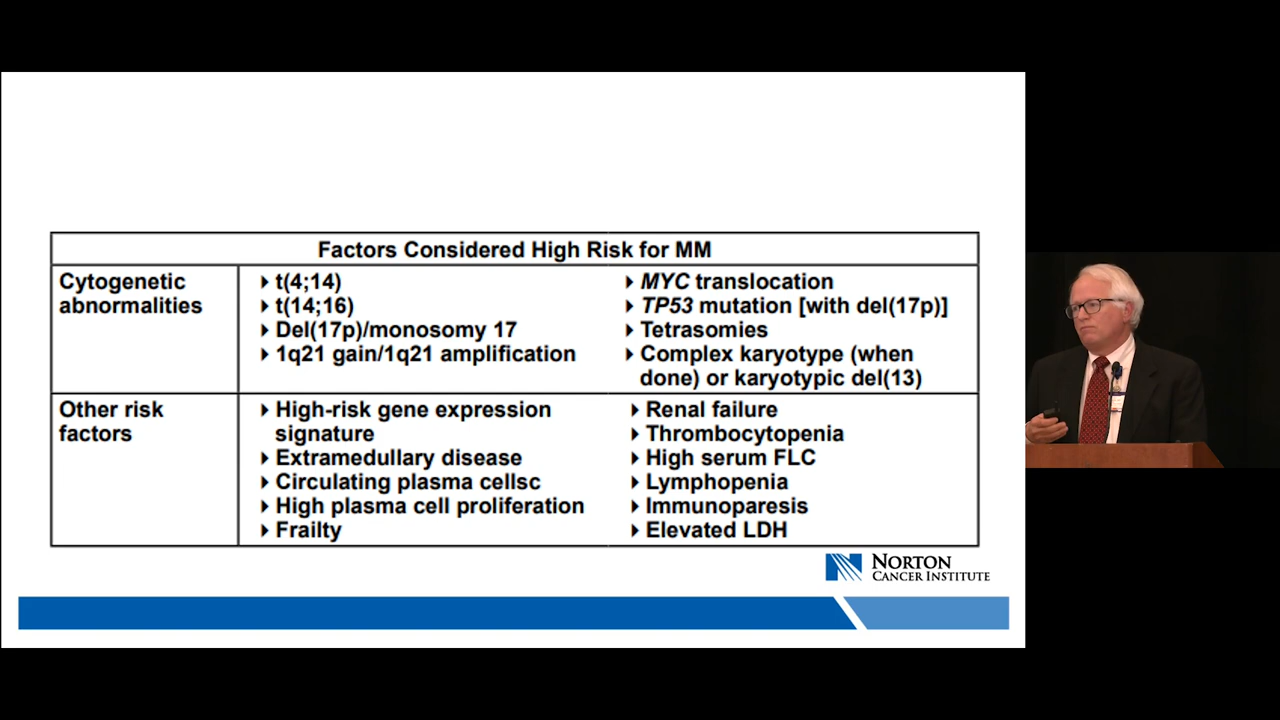 Factors Considered High Risk for MM
Cytogenetic
abnormalities
t(4;14)
t(14;16)
Del(17p)/monosomy 17
1q21 gain/1q21 amplification
MYC translocation
TP53 mutation [with del(17p)]
Tetrasomies
Complex karyotype (when
done) or karyotypic del(13)
Other risk
factors
High-risk gene expression
signature
Extramedullary disease
Circulating plasma cellsc
High plasma cell proliferation
Frailty
Renal failure
Thrombocytopenia
High serum FLC
Lymphopenia
Immunoparesis
Elevated LDH
NORTON
CANCER INSTITUTE